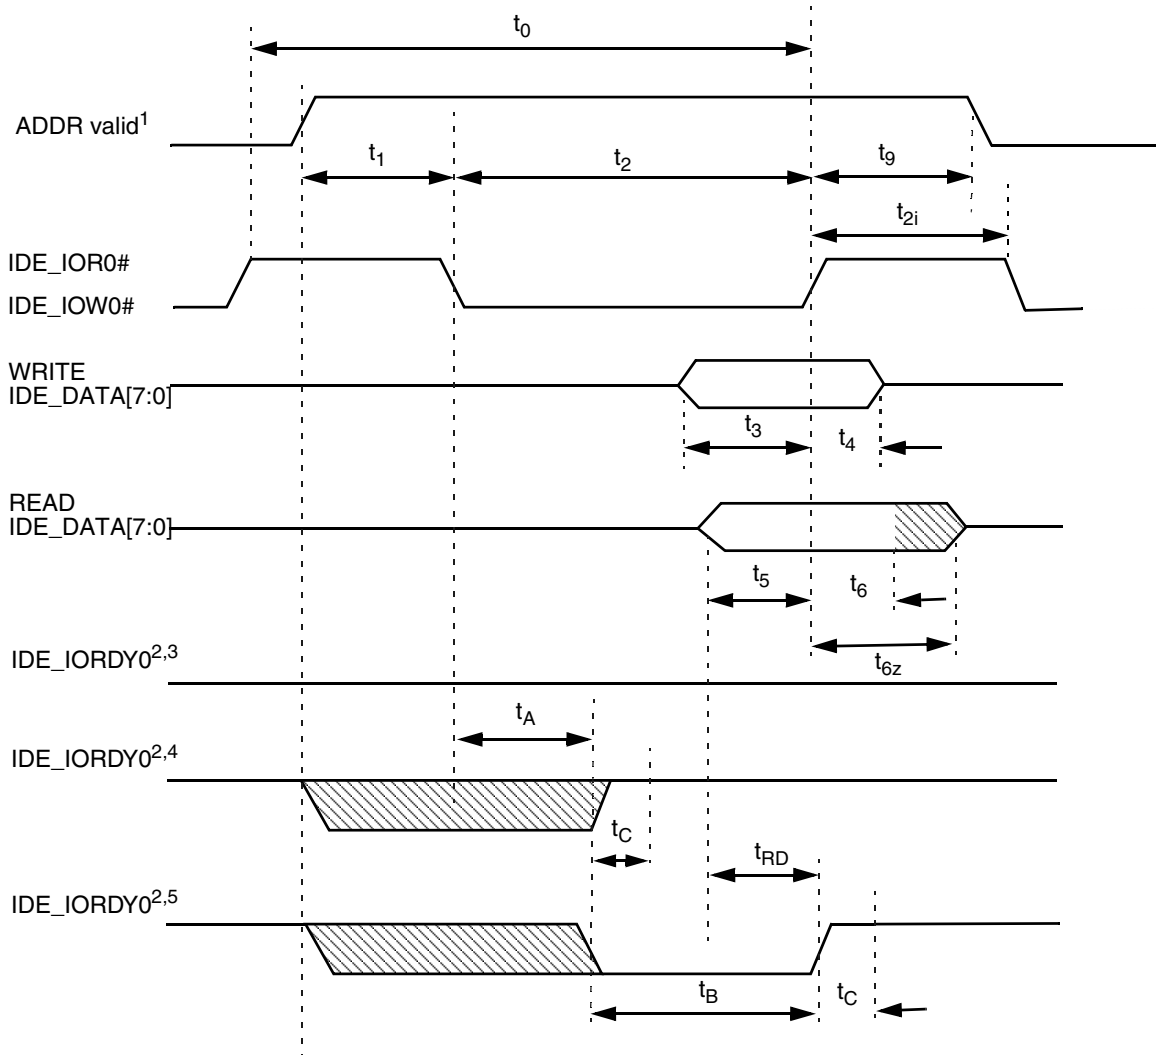 t0
ADDR valid1
t1
t2
t9
t2i
IDE_IOR0#
IDE_IOW0#
WRITE
IDE_DATA[7:0]
t3
t4
READ
IDE_DATA[7:0]
t5
t6
IDE_IORDY02,3
t6z
tA
IDE_IORDY02,4
tC
tRD
IDE_IORDY02,5
tB
tC